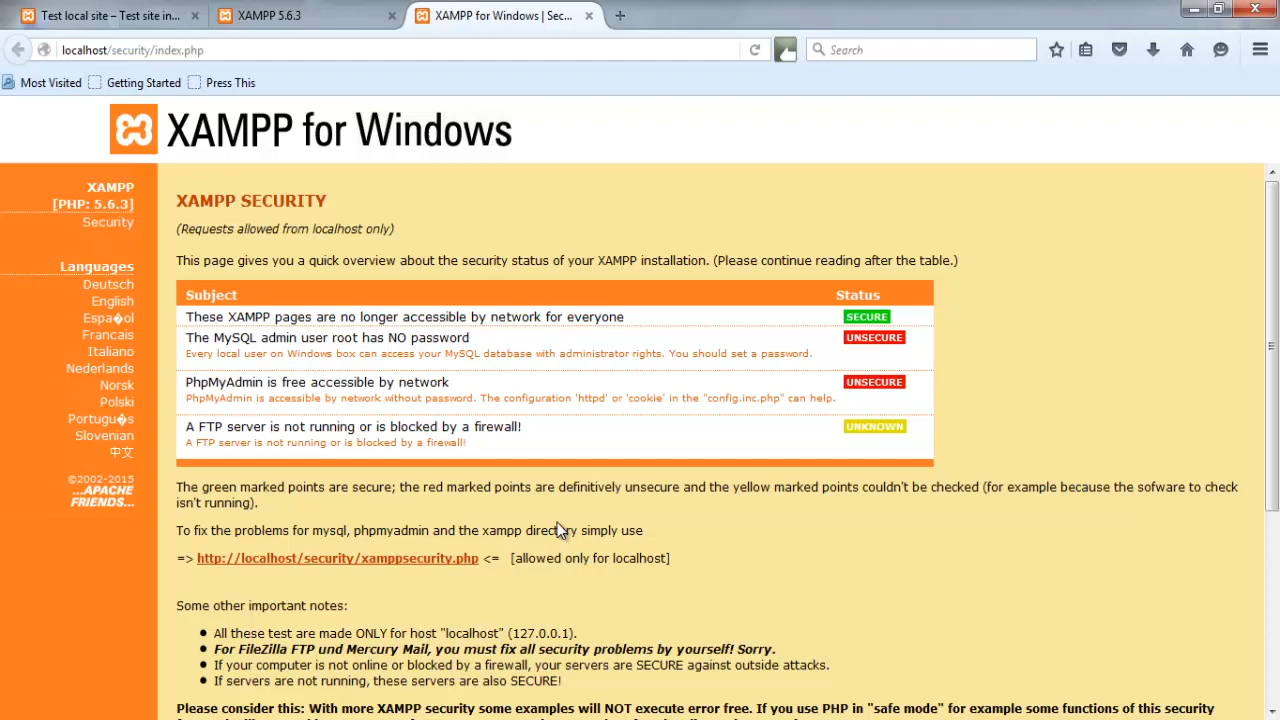 Test local site – Test site in...
XAMPP 5.6.3
XAMPP for Windows | Sec...
localhost/security/index.php
Search
Most Visited
Getting Started
Press This
XAMPP for Windows
XAMPP
[PHP: 5.6.3]
Security
Languages
Deutsch
English
Espa�ol
Francais
Italiano
Nederlands
Norsk
Polski
Portugu�s
Slovenian
中文
©2002-2015
...APACHE
FRIENDS...
XAMPP SECURITY
(Requests allowed from localhost only)
This page gives you a quick overview about the security status of your XAMPP installation. (Please continue reading after the table.)
Subject Status
These XAMPP pages are no longer accessible by network for everyone SECURE
The MySQL admin user root has NO password UNSECURE
Every local user on Windows box can access your MySQL database with administrator rights. You should set a password.
PhpMyAdmin is free accessible by network UNSECURE
PhpMyAdmin is accessible by network without password. The configuration 'httpd' or 'cookie' in the "config.inc.php" can help.
A FTP server is not running or is blocked by a firewall! UNKNOWN
A FTP server is not running or is blocked by a firewall!
The green marked points are secure; the red marked points are definitively unsecure and the yellow marked points couldn't be checked (for example because the sofware to check
isn't running).
To fix the problems for mysql, phpmyadmin and the xampp directory simply use
=> http://localhost/security/xamppsecurity.php <= [allowed only for localhost]
Some other important notes:
All these test are made ONLY for host "localhost" (127.0.0.1).
For FileZilla FTP und Mercury Mail, you must fix all security problems by yourself! Sorry.
If your computer is not online or blocked by a firewall, your servers are SECURE against outside attacks.
If servers are not running, these servers are also SECURE!
Please consider this: With more XAMPP security some examples will NOT execute error free. If you use PHP in "safe mode" for example some functions of this security